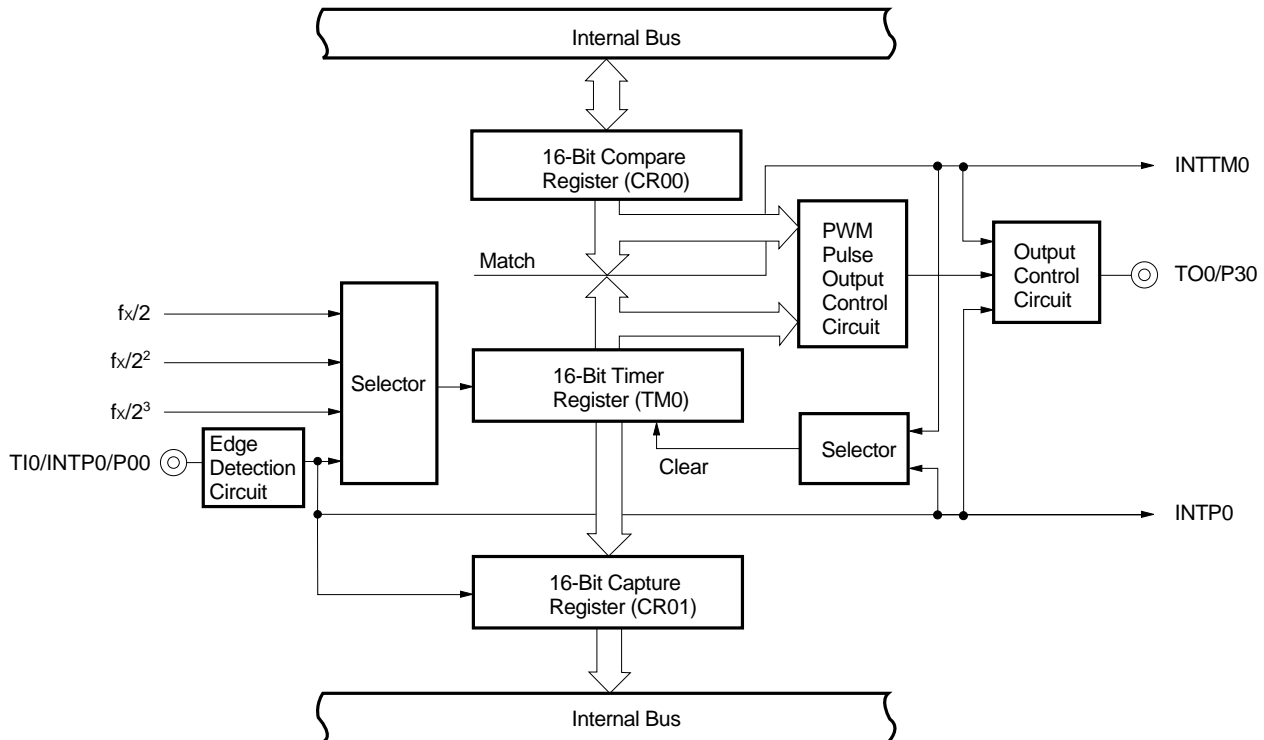 Internal Bus
16-Bit Compare
Register (CR00)
INTTM0
PWM
Pulse
Output
Control
Circuit
Output
Control
Circuit
TO0/P30
Match
fx/2
fx/2²
fx/2³
Selector
16-Bit Timer
Register (TM0)
TI0/INTP0/P00
Edge
Detection
Circuit
Clear
Selector
INTP0
16-Bit Capture
Register (CR01)
Internal Bus